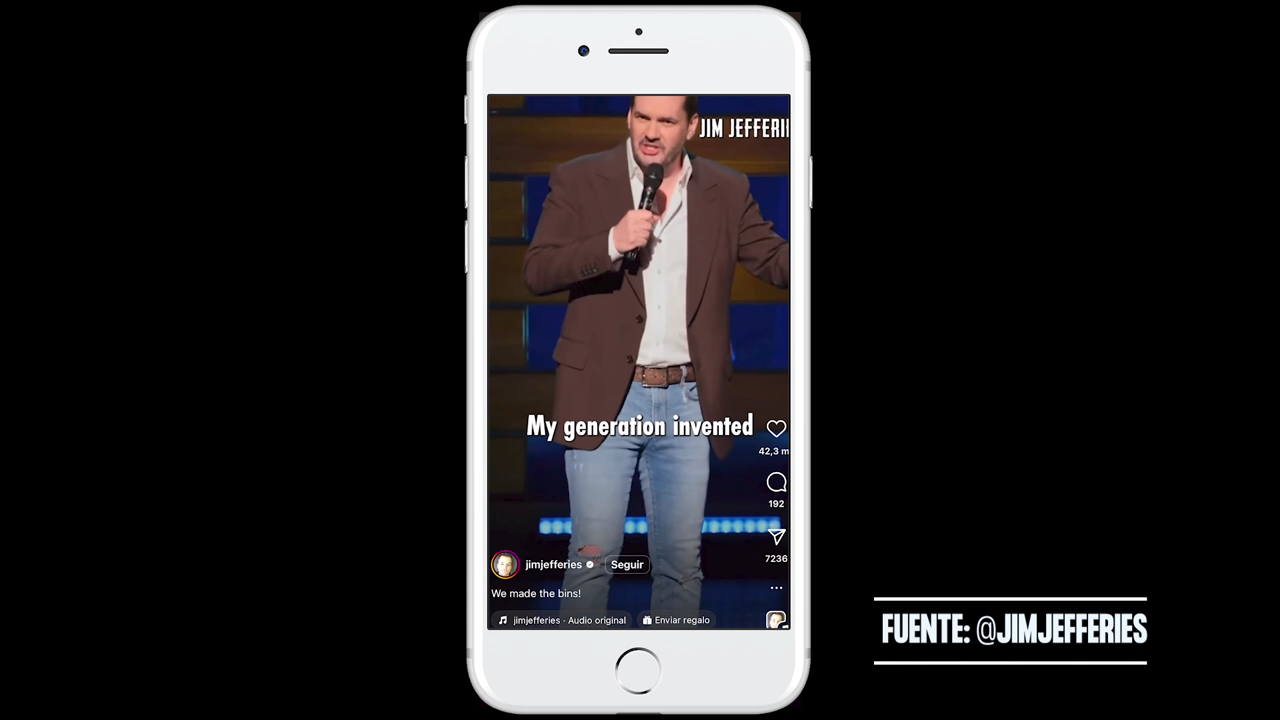 JIM JEFFERI
My generation invented
42,3 m
192
7236
jimjefferies
Seguir
We made the bins!
jimjefferies · Audio original
Enviar regalo
FUENTE: @JIMJEFFERIES